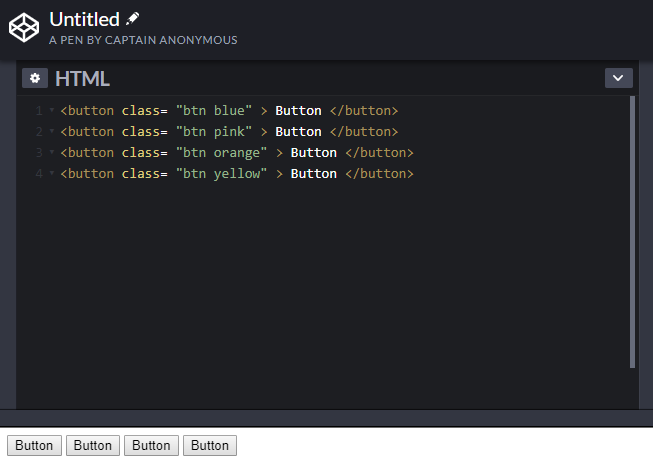 Untitled
A PEN BY CAPTAIN ANONYMOUS
HTML
1 <button class= "btn blue" > Button </button>
2 <button class= "btn pink" > Button </button>
3 <button class= "btn orange" > Button </button>
4 <button class= "btn yellow" > Button </button>
Button Button Button Button